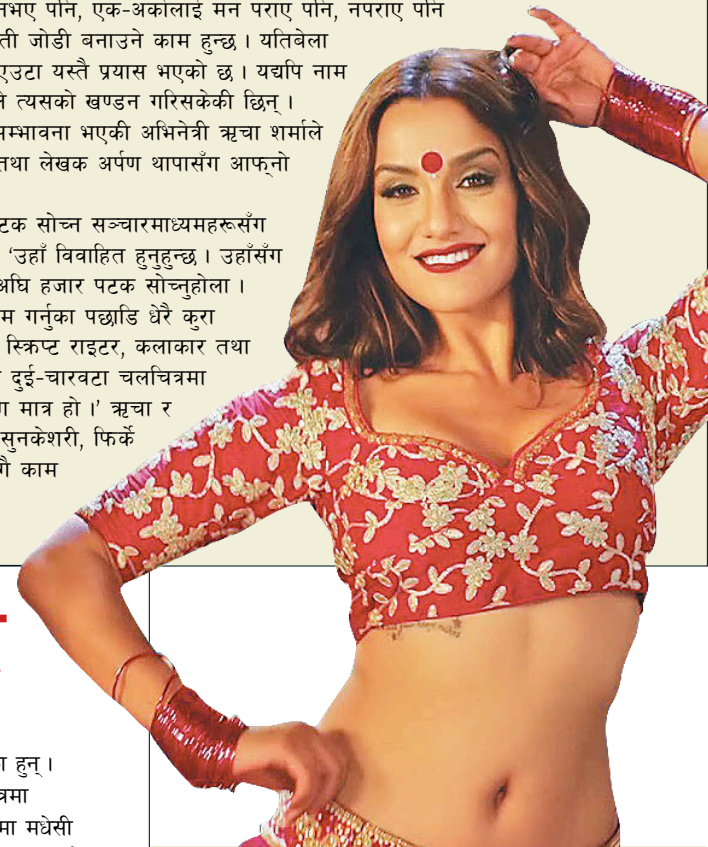 नभए पनि, एक-अर्कालाई मन पराए पनि, नपराए पनि
ती जोडी बनाउने काम हुन्छ । यतिबेला
एउटा यस्तै प्रयास भएको छ । यद्यपि नाम
ले त्यसको खण्डन गरिसकेकी छिन् ।
सम्भावना भएकी अभिनेत्री ऋचा शर्माले
तथा लेखक अर्पण थापासँग आफ्नो
पटक सोच्न सञ्चारमाध्यमहरूसँग
‘उहाँ विवाहित हुनुहुन्छ । उहाँसँग
अघि हजार पटक सोच्नुहोला ।
म गर्नुका पछाडि धेरै कुरा
स्क्रिप्ट राइटर, कलाकार तथा
दुई-चारवटा चलचित्रमा
मात्र हो ।’ ऋचा र
सुनकेशरी, फिर्के
गै काम
हुन् ।
त्रमा
मा मधेसी